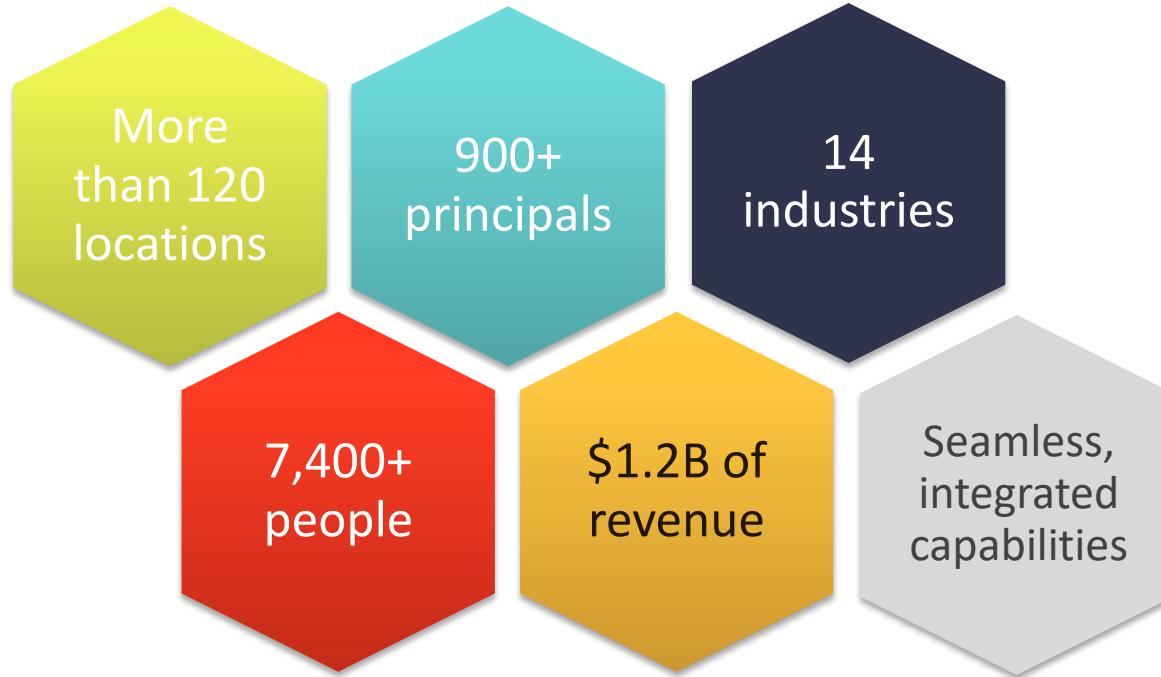 More
than 120
locations
900+
principals
14
industries
7,400+
people
$1.2B of
revenue
Seamless,
integrated
capabilities